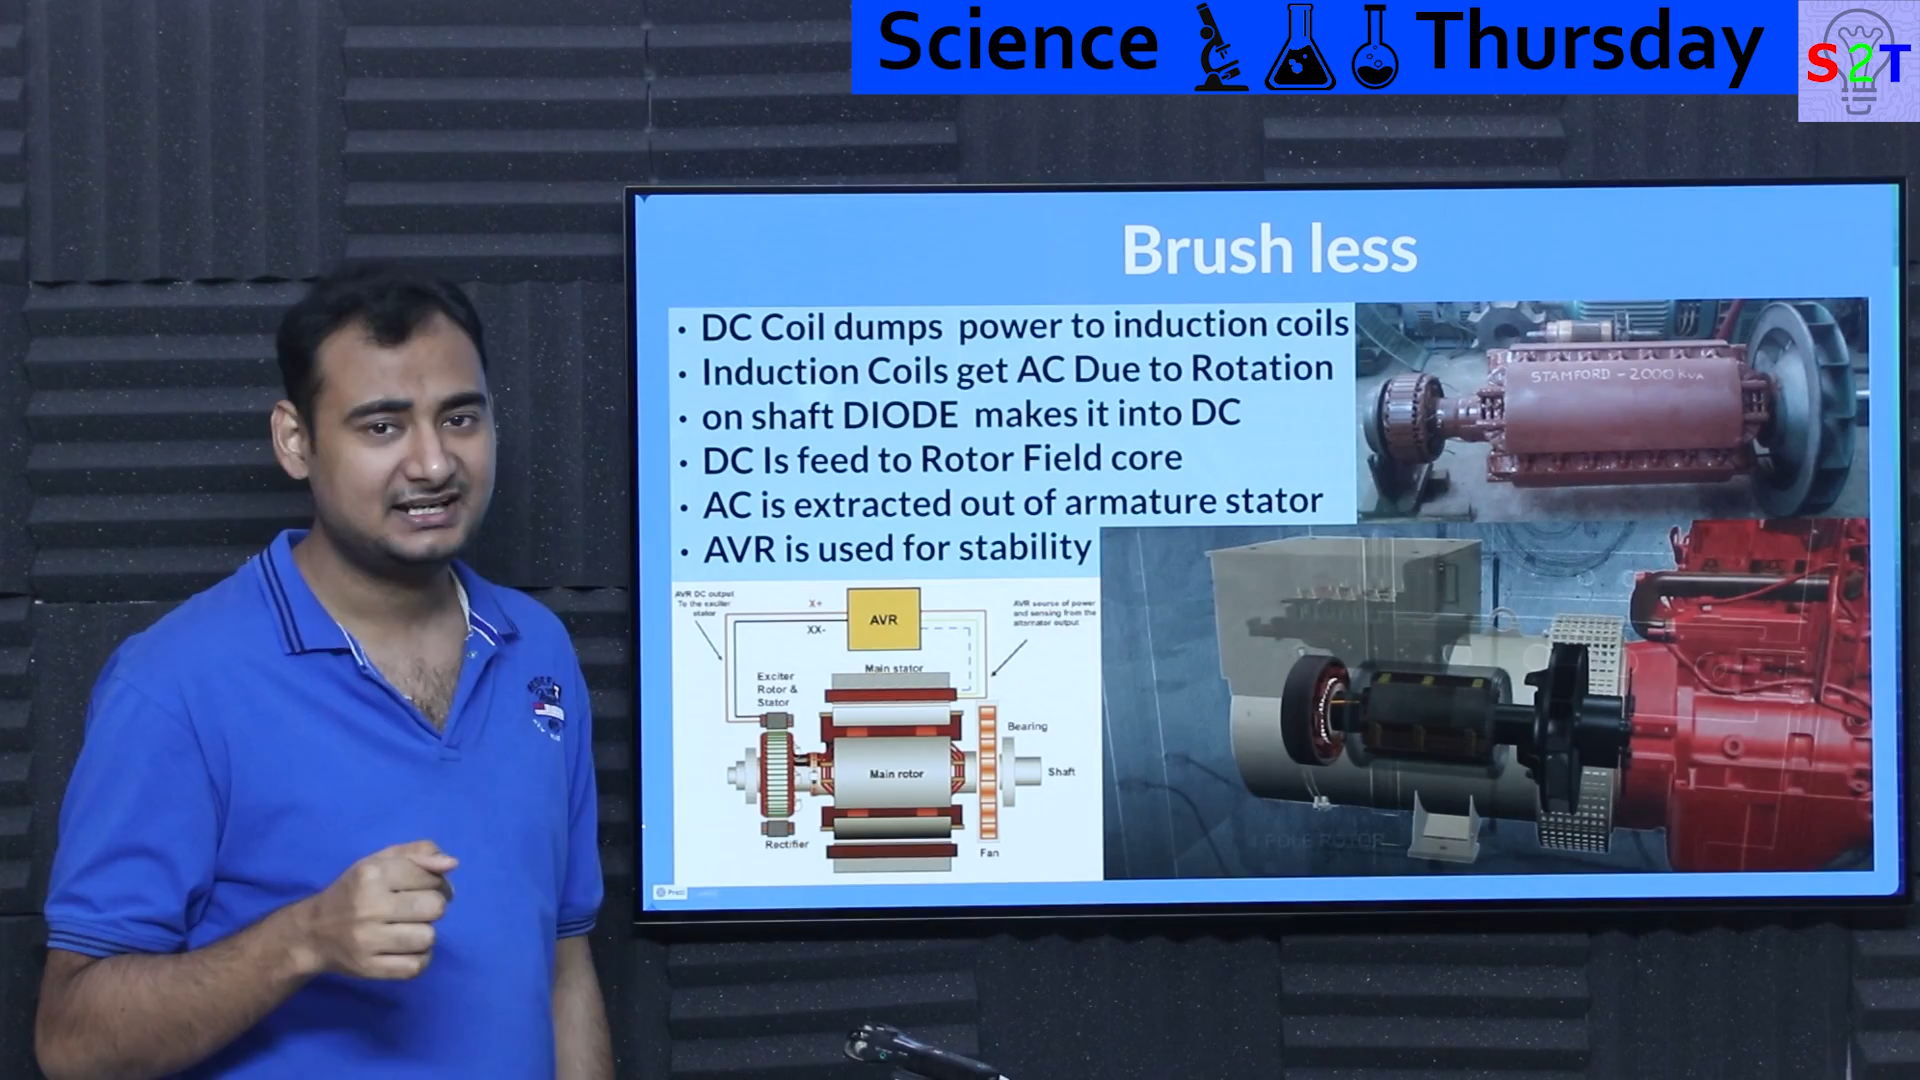 Science Thursday
S2T
Brush less
• DC Coil dumps power to induction coils
• Induction Coils get AC Due to Rotation
• on shaft DIODE makes it into DC
• DC Is feed to Rotor Field core
• AC is extracted out of armature stator
• AVR is used for stability
STAMFORD - 2000 KVA
AVR DC output
To the exciter
stator
X+
XX-
AVR
AVR source of power
and sensing from the
alternator output
Main stator
Exciter
Rotor &
Stator
Bearing
Main rotor
Shaft
Rectifier
Fan
4 POLE ROTOR
Prezi